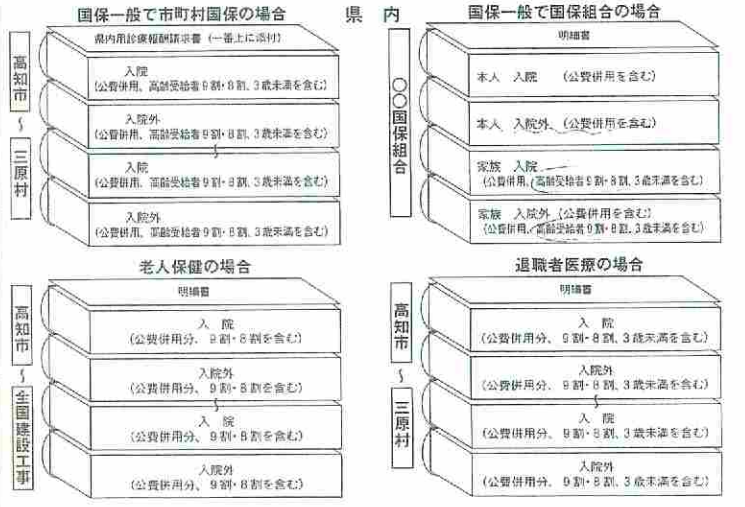 県内
国保一般で市町村国保の場合
県内用診療報酬請求書(一番上に添付)
高知市
〜
三原村
入院
(公費併用、高齢受給者9割・8割、3歳未満を含む)
入院外
(公費併用、高齢受給者9割・8割、3歳未満を含む)
入院
(公費併用、高齢受給者9割・8割、3歳未満を含む)
入院外
(公費併用、高齢受給者9割・8割、3歳未満を含む)
国保一般で国保組合の場合
明細書
〇〇国保組合
本人 入院 (公費併用を含む)
本人 入院外 (公費併用を含む)
家族 入院
(公費併用、高齢受給者9割・8割、3歳未満を含む)
家族 入院外 (公費併用を含む)
(公費併用、高齢受給者9割・8割、3歳未満を含む)
老人保健の場合
明細書
高知市
〜
全国建設工事
入 院
(公費併用分、9割・8割を含む)
入院外
(公費併用分、9割・8割を含む)
入 院
(公費併用分、9割・8割を含む)
入院外
(公費併用分、9割・8割を含む)
退職者医療の場合
明細書
高知市
〜
三原村
入 院
(公費併用分、9割・8割、3歳未満を含む)
入院外
(公費併用分、9割・8割、3歳未満を含む)
入 院
(公費併用分、9割・8割、3歳未満を含む)
入院外
(公費併用分、9割・8割、3歳未満を含む)